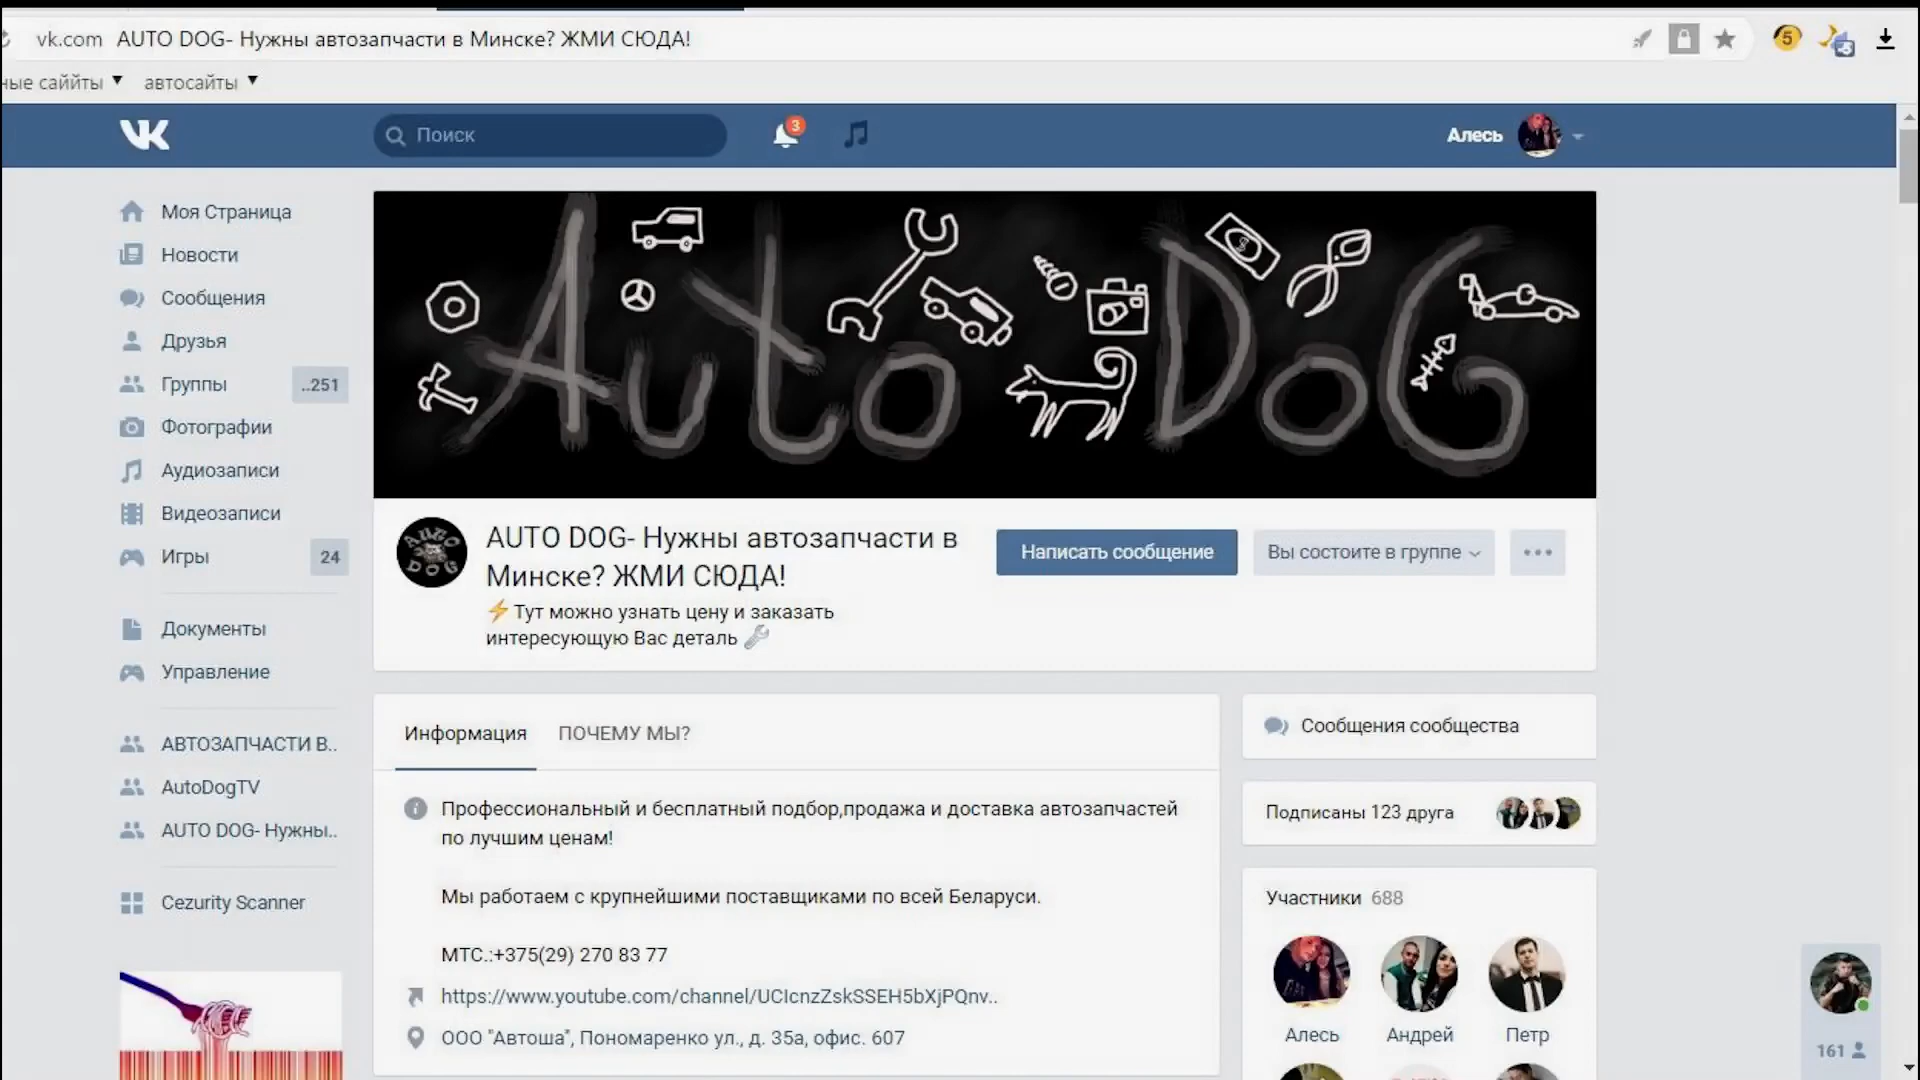 vk.com AUTO DOG- Нужны автозапчасти в Минске? ЖМИ СЮДА!
5
ные саййты
автосайты
Поиск
3
Алесь
Моя Страница
Новости
Сообщения
Друзья
Группы ..251
Фотографии
Аудиозаписи
Видеозаписи
Игры 24
Документы
Управление
АВТОЗАПЧАСТИ В..
AutoDogTV
AUTO DOG- Нужны..
Cezurity Scanner
Auto DoG
AUTO
DOG
AUTO DOG- Нужны автозапчасти в
Минске? ЖМИ СЮДА!
⚡Тут можно узнать цену и заказать
интересующую Вас деталь 🔧
Написать сообщение
Вы состоите в группе
Информация
ПОЧЕМУ МЫ?
Профессиональный и бесплатный подбор,продажа и доставка автозапчастей
по лучшим ценам!
Мы работаем с крупнейшими поставщиками по всей Беларуси.
МТС.:+375(29) 270 83 77
https://www.youtube.com/channel/UCIcnzZskSSEH5bXjPQnv..
ООО "Автоша", Пономаренко ул., д. 35а, офис. 607
Сообщения сообщества
Подписаны 123 друга
Участники 688
Алесь
Андрей
Петр
161